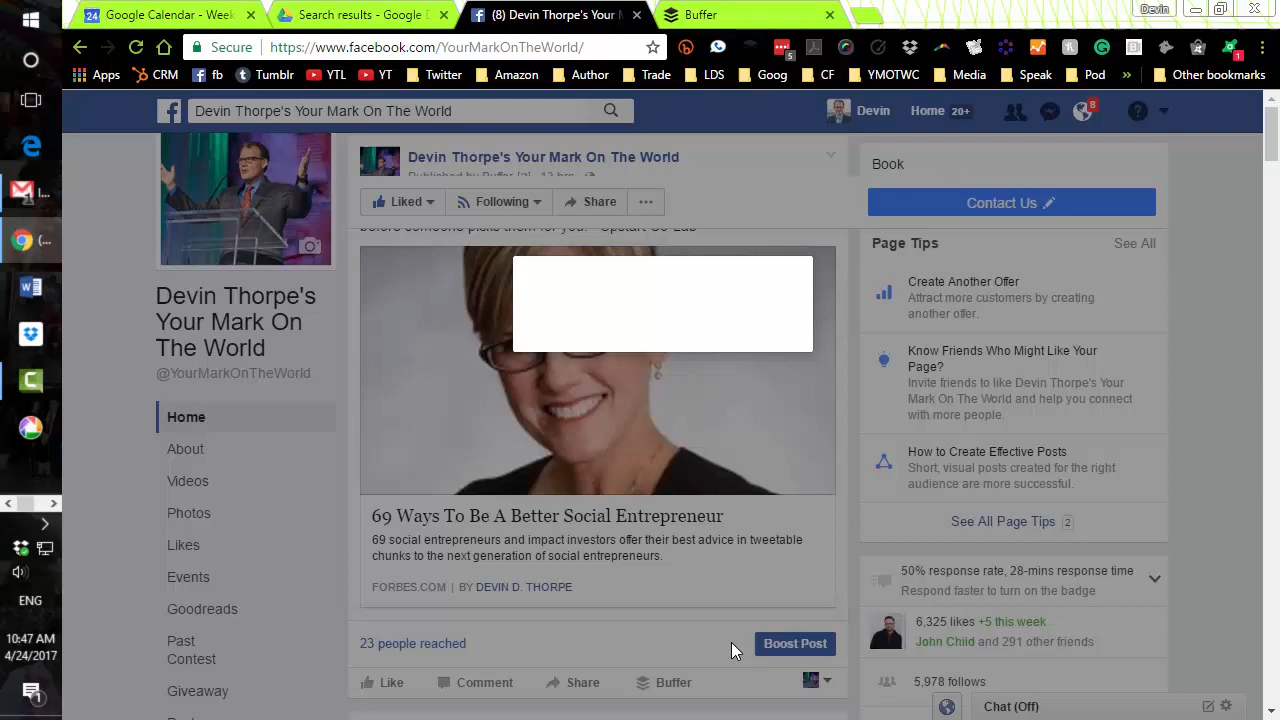 Google Calendar - Week
Search results - Google D
(8) Devin Thorpe's Your M
Buffer
Devin
Secure
https://www.facebook.com/YourMarkOnTheWorld/
5
1
Apps
CRM
fb
Tumblr
YTL
YT
Twitter
Amazon
Author
Trade
LDS
Goog
CF
YMOTWC
Media
Speak
Pod
»
Other bookmarks
Devin Thorpe's Your Mark On The World
Devin
Home 20+
8
Devin Thorpe's Your Mark On The World
Liked
Following
Share
Book
Contact Us
Page Tips
See All
Create Another Offer
Attract more customers by creating
another offer.
Know Friends Who Might Like Your
Page?
Invite friends to like Devin Thorpe's Your
Mark On The World and help you connect
with more people.
How to Create Effective Posts
Short, visual posts created for the right
audience are more successful.
See All Page Tips 2
50% response rate, 28-mins response time
Respond faster to turn on the badge
6,325 likes +5 this week
John Child and 291 other friends
5,978 follows
Chat (Off)
Devin Thorpe's
Your Mark On
The World
@YourMarkOnTheWorld
Home
About
Videos
Photos
Likes
Events
Goodreads
Past
Contest
Giveaway
69 Ways To Be A Better Social Entrepreneur
69 social entrepreneurs and impact investors offer their best advice in tweetable
chunks to the next generation of social entrepreneurs.
FORBES.COM | BY DEVIN D. THORPE
23 people reached
Boost Post
Like
Comment
Share
Buffer
ENG
10:47 AM
4/24/2017
1